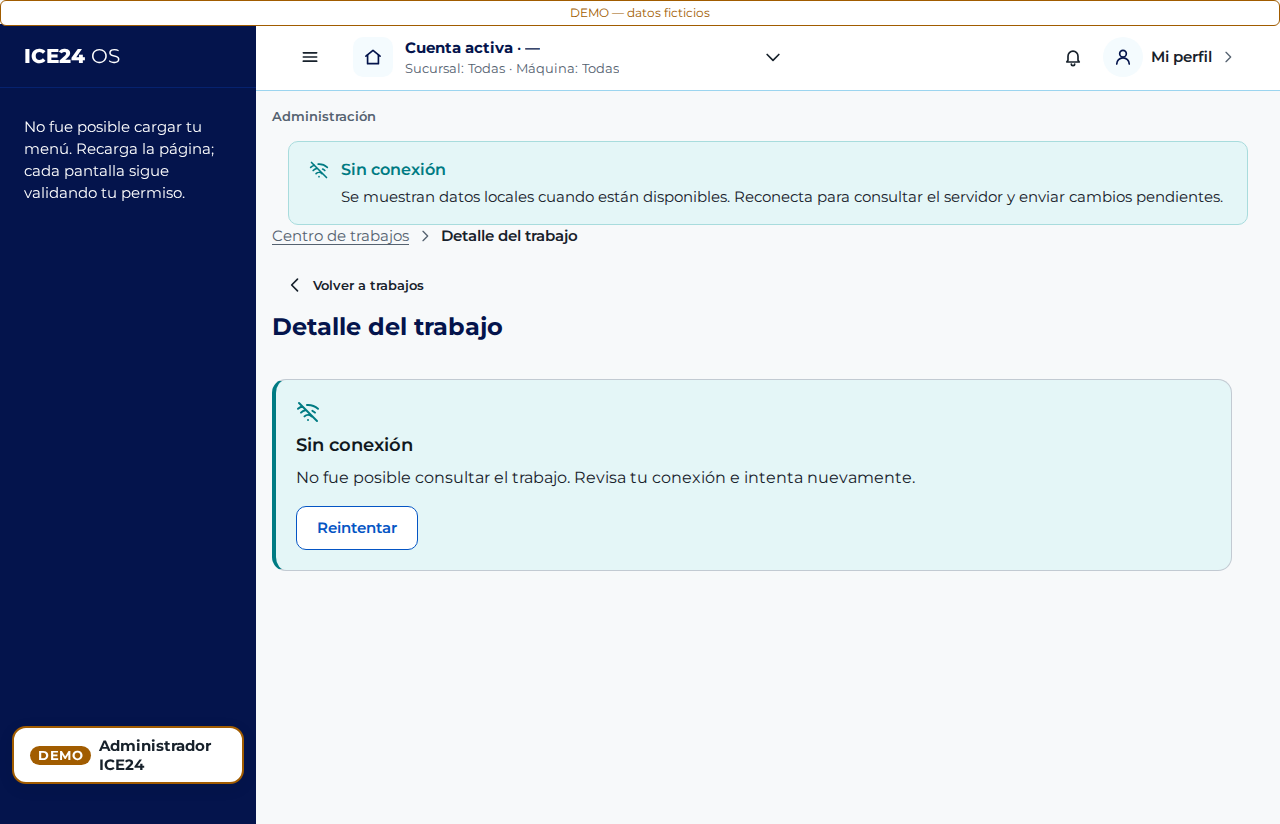 DEMO — datos ficticios
ICE24 OS
No fue posible cargar tu
menú. Recarga la página;
cada pantalla sigue
validando tu permiso.
DEMO
Administrador
ICE24
Cuenta activa · —
Sucursal: Todas · Máquina: Todas
Mi perfil
Administración
Sin conexión
Se muestran datos locales cuando están disponibles. Reconecta para consultar el servidor y enviar cambios pendientes.
Centro de trabajos
Detalle del trabajo
Volver a trabajos
Detalle del trabajo
Sin conexión
No fue posible consultar el trabajo. Revisa tu conexión e intenta nuevamente.
Reintentar